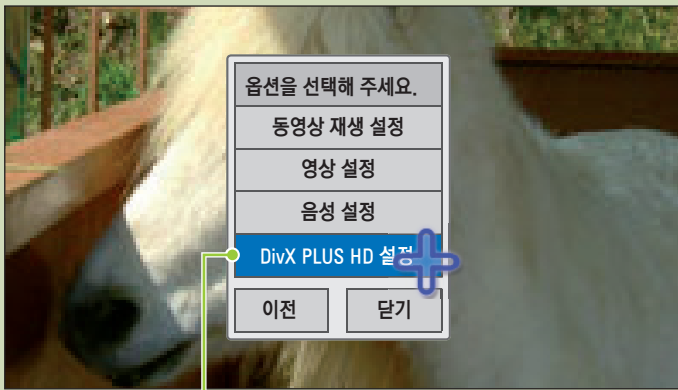 옵션을 선택해 주세요.
동영상 재생 설정
영상 설정
음성 설정
DivX PLUS HD 설정
이전
닫기